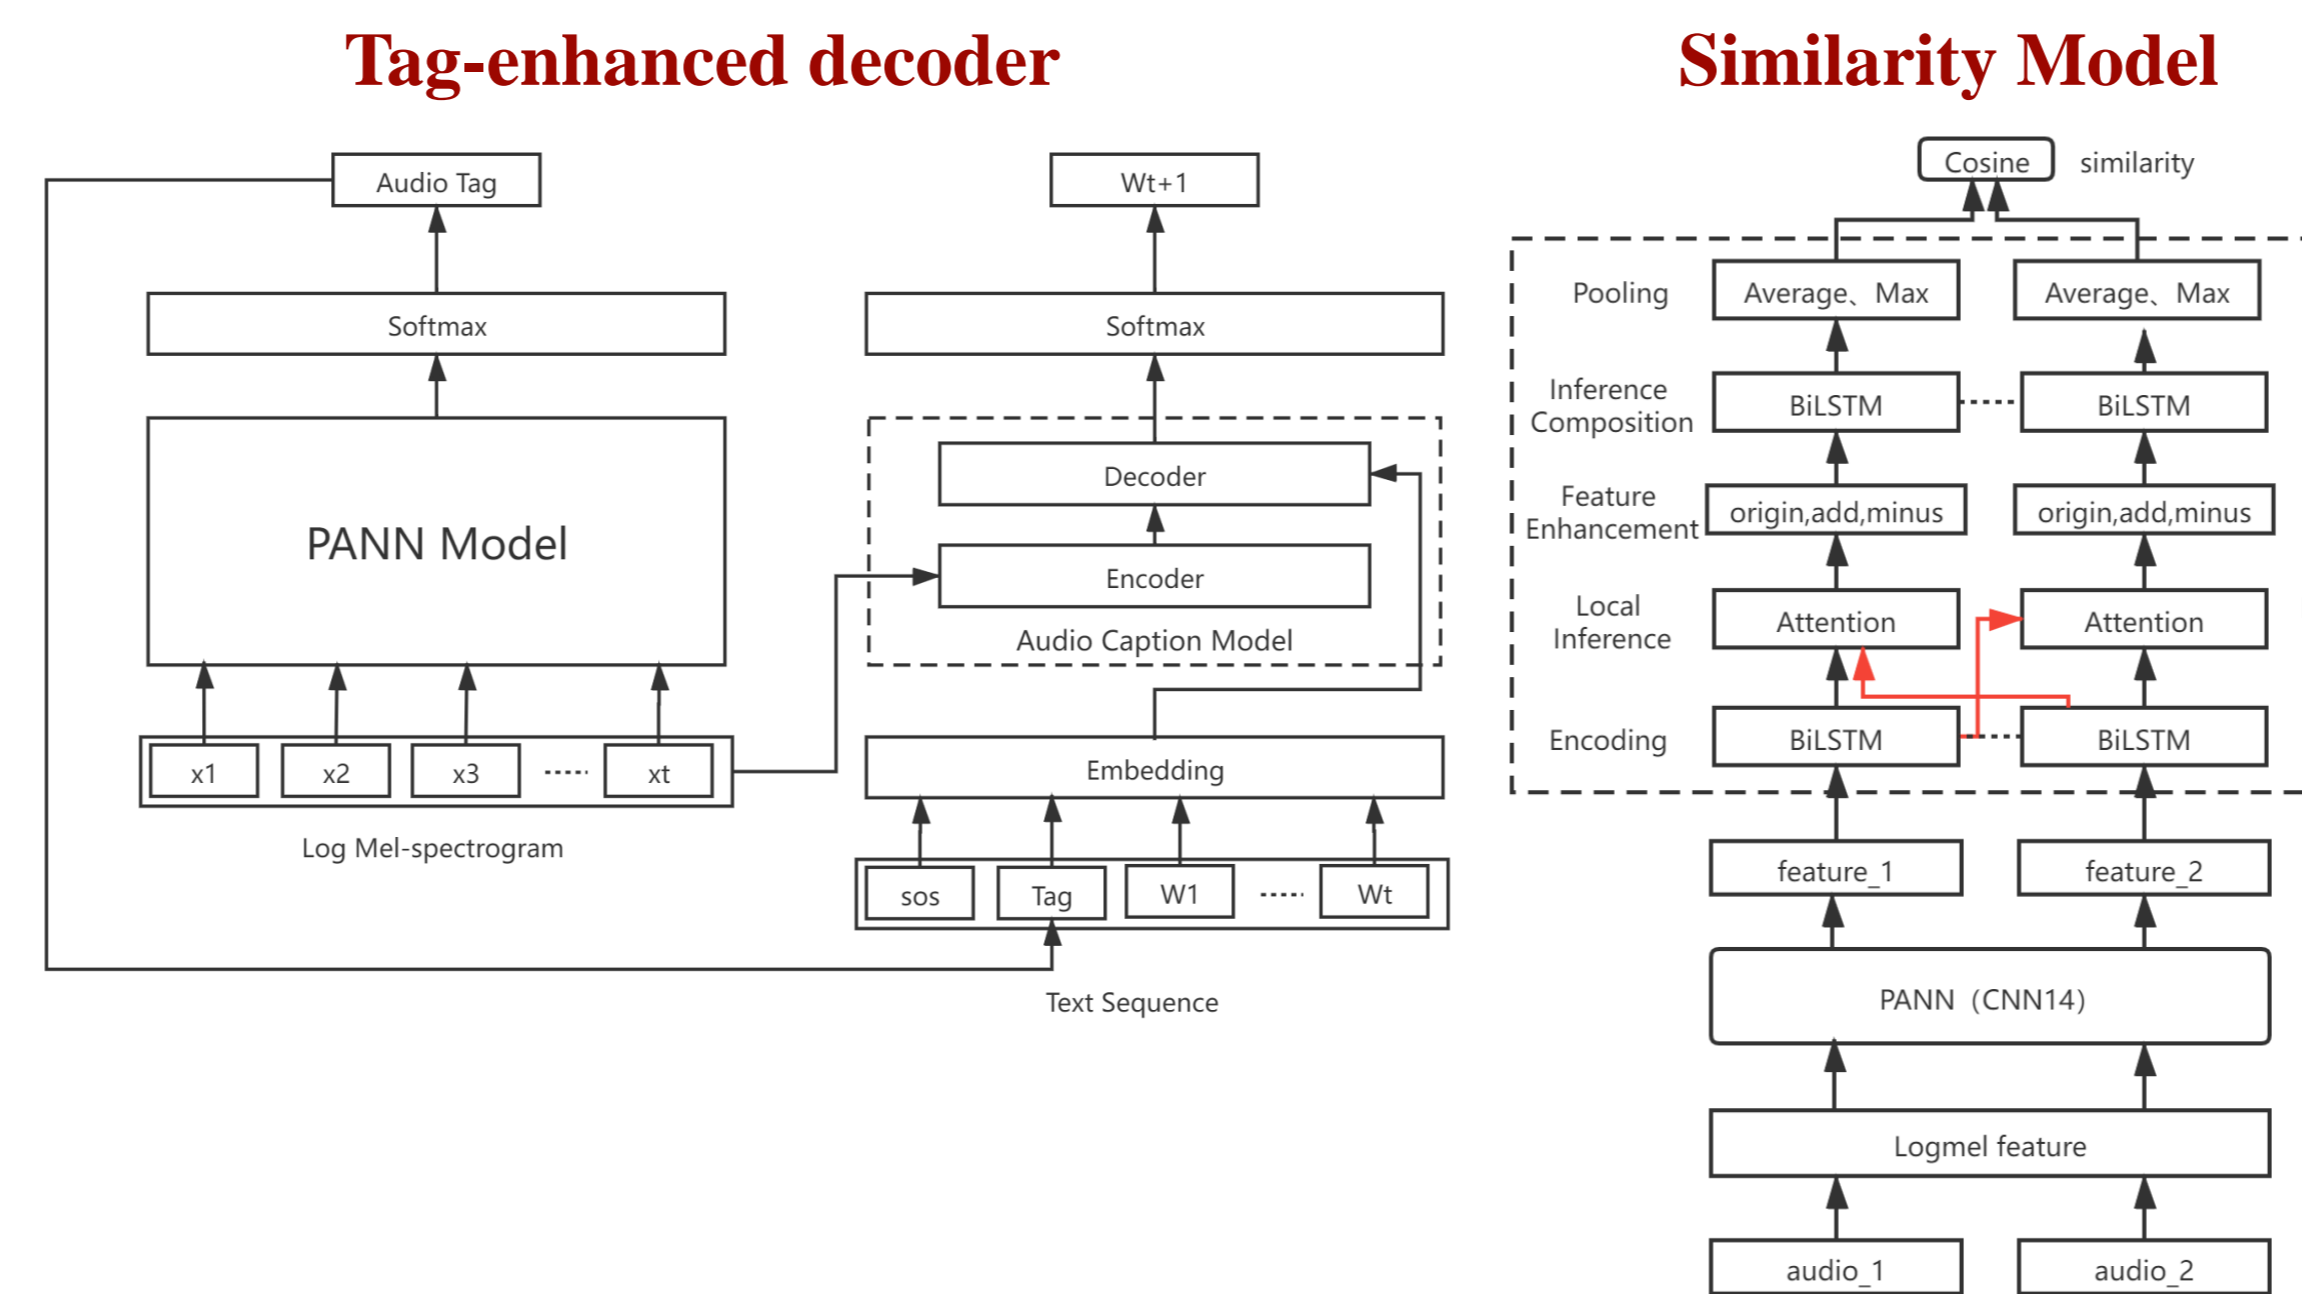 Tag-enhanced decoder
Audio Tag
Wt+1
Softmax
Softmax
PANN Model
Decoder
Encoder
Audio Caption Model
x1
x2
x3
xt
Log Mel-spectrogram
Embedding
sos
Tag
W1
Wt
Text Sequence
Similarity Model
Cosine
similarity
Pooling
Average、Max
Average、Max
Inference
Composition
BiLSTM
BiLSTM
Feature
Enhancement
origin,add,minus
origin,add,minus
Local
Inference
Attention
Attention
Encoding
BiLSTM
BiLSTM
feature_1
feature_2
PANN（CNN14）
Logmel feature
audio_1
audio_2